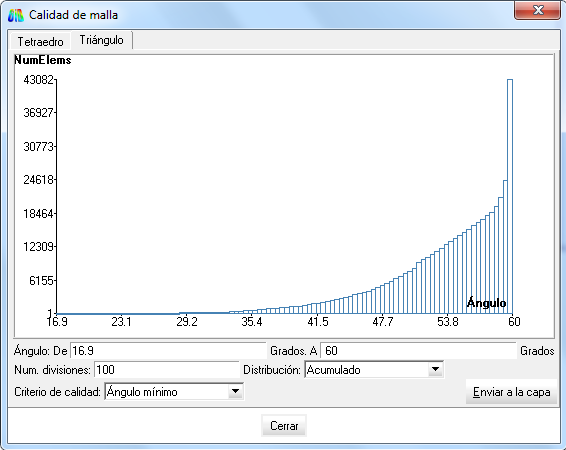 Calidad de malla
Tetraedro Triángulo
NumElems
43082
36927
30773
24618
18464
12309
6155
1
Ángulo
16.9 23.1 29.2 35.4 41.5 47.7 53.8 60
Ángulo: De 16.9 Grados. A 60 Grados
Num. divisiones: 100 Distribución: Acumulado
Criterio de calidad: Ángulo mínimo Enviar a la capa
Cerrar